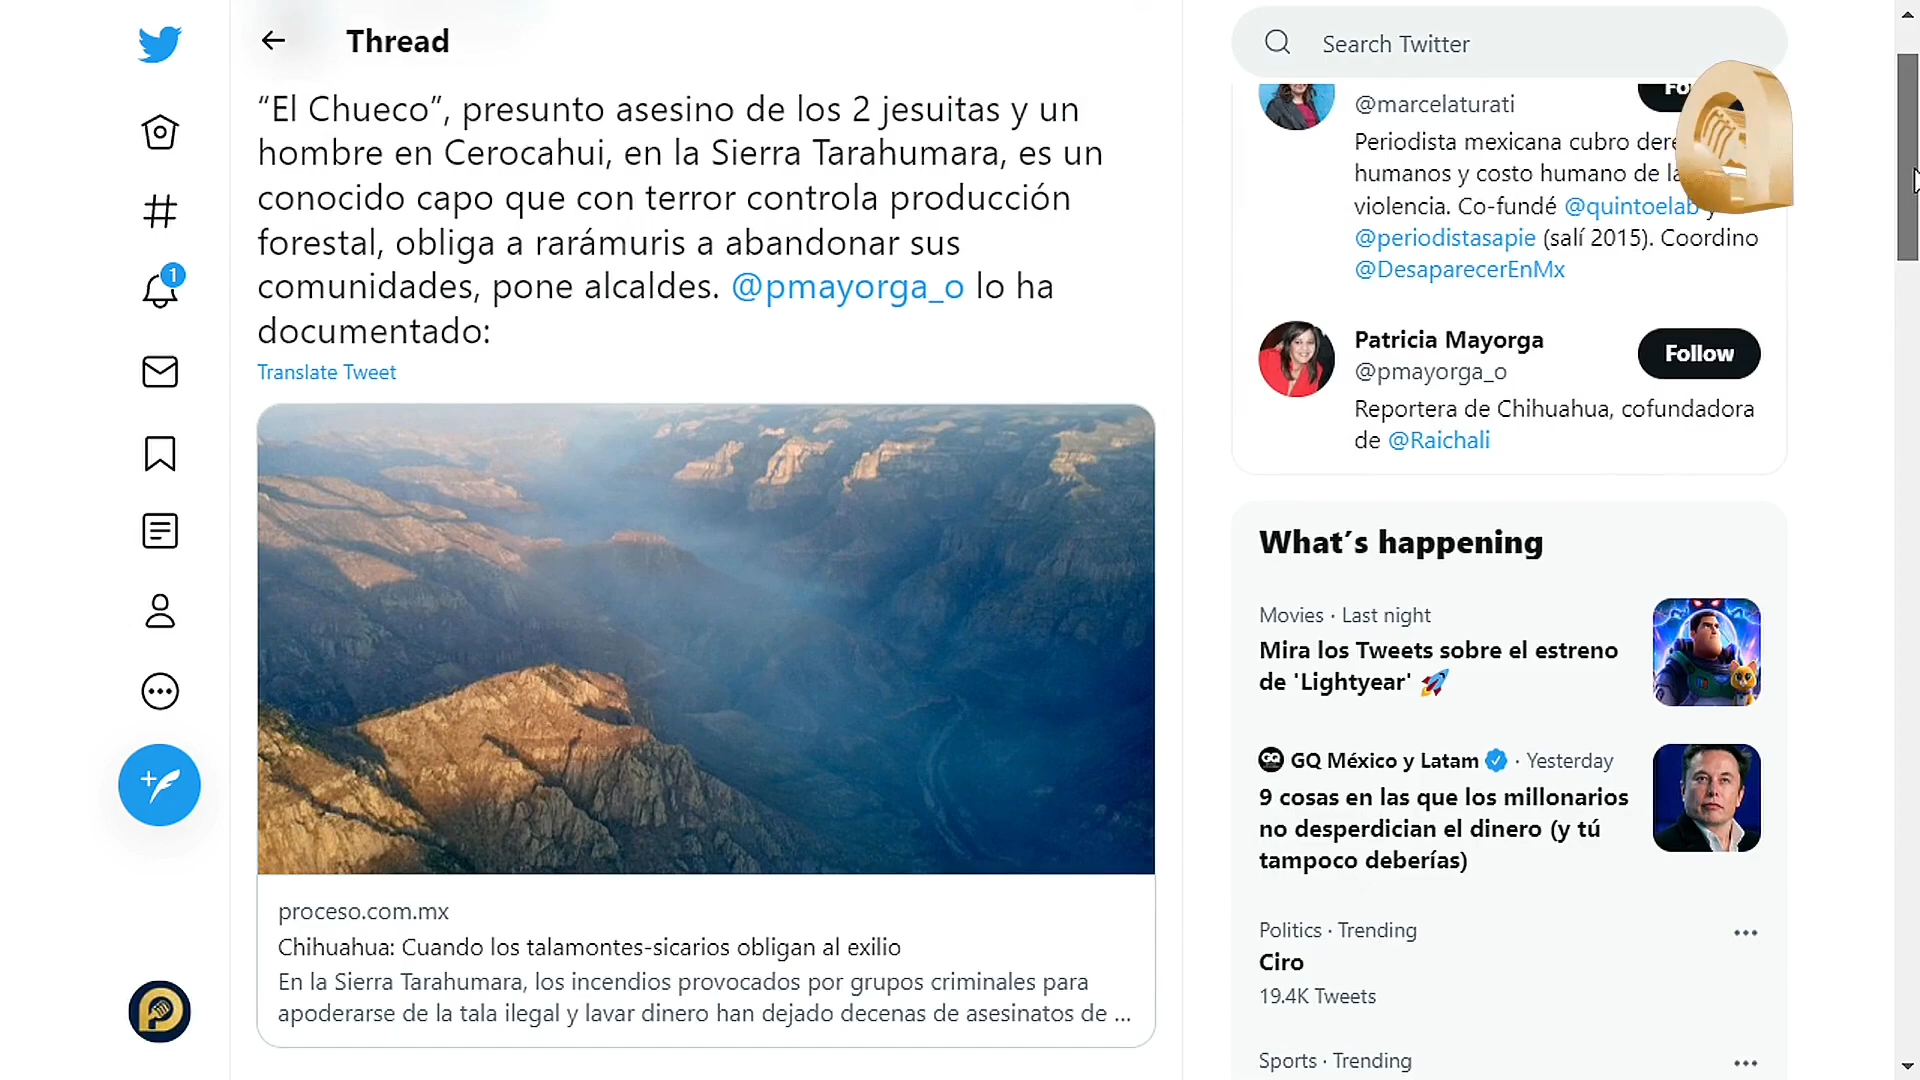 Thread
“El Chueco”, presunto asesino de los 2 jesuitas y un
hombre en Cerocahui, en la Sierra Tarahumara, es un
conocido capo que con terror controla producción
forestal, obliga a rarámuris a abandonar sus
comunidades, pone alcaldes. @pmayorga_o lo ha
documentado:
Translate Tweet
proceso.com.mx
Chihuahua: Cuando los talamontes-sicarios obligan al exilio
En la Sierra Tarahumara, los incendios provocados por grupos criminales para
apoderarse de la tala ilegal y lavar dinero han dejado decenas de asesinatos de ...
1
Search Twitter
@marcelaturati
Periodista mexicana cubro
humanos y costo humano de
violencia. Co-fundé @quintoelab y
@periodistasapie (salí 2015). Coordino
@DesaparecerEnMx
Patricia Mayorga
@pmayorga_o
Follow
Reportera de Chihuahua, cofundadora
de @Raichali
What's happening
Movies · Last night
Mira los Tweets sobre el estreno
de 'Lightyear' 🚀
GQ
GQ México y Latam · Yesterday
9 cosas en las que los millonarios
no desperdician el dinero (y tú
tampoco deberías)
Politics · Trending
Ciro
19.4K Tweets
Sports · Trending